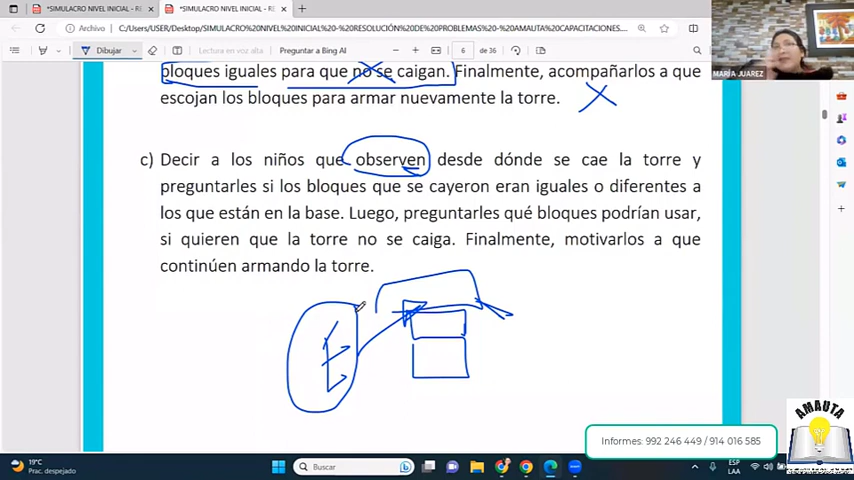 *SIMULACRO NIVEL INICIAL - RESO
*SIMULACRO NIVEL INICIAL - RESO
Archivo
C:/Users/USER/Desktop/SIMULACRO%20NIVEL%20INICIAL%20-%20RESOLUCIÓN%20DE%20PROBLEMAS%20-%20AMAUTA%20CAPACITACIONES....
Dibujar
Lectura en voz alta
Preguntar a Bing AI
6
de 36
MARÍA JUÁREZ
bloques iguales para que no se caigan. Finalmente, acompañarlos a que
escojan los bloques para armar nuevamente la torre.
c) Decir a los niños que observen desde dónde se cae la torre y
preguntarles si los bloques que se cayeron eran iguales o diferentes a
los que están en la base. Luego, preguntarles qué bloques podrían usar,
si quieren que la torre no se caiga. Finalmente, motivarlos a que
continúen armando la torre.
AMAUTA
Informes: 992 246 449 / 914 016 585
19°C
Prac. despejado
Buscar
ESP
LAA